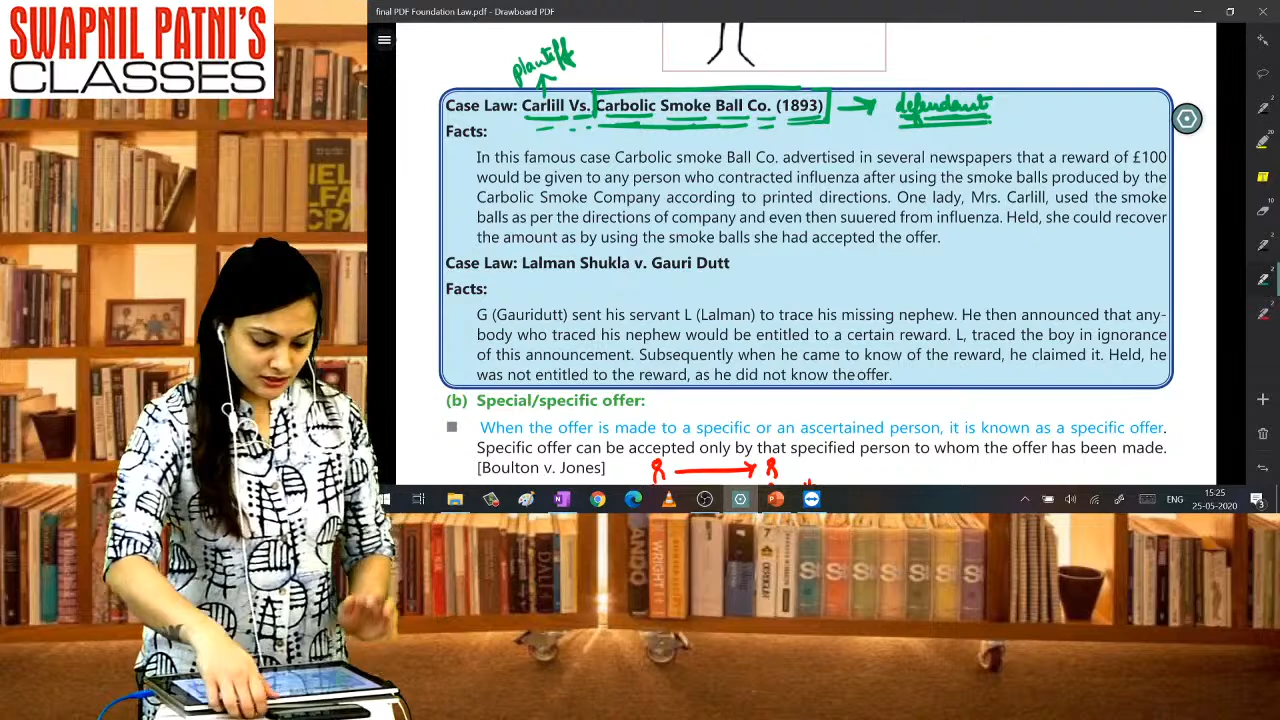 SWAPNIL PATNI'S
CLASSES
final PDF Foundation Law.pdf - Drawboard PDF
plantiff
Case Law: Carlill Vs. Carbolic Smoke Ball Co. (1893) → defendant
Facts:
In this famous case Carbolic smoke Ball Co. advertised in several newspapers that a reward of £100
would be given to any person who contracted influenza after using the smoke balls produced by the
Carbolic Smoke Company according to printed directions. One lady, Mrs. Carlill, used the smoke
balls as per the directions of company and even then suuered from influenza. Held, she could recover
the amount as by using the smoke balls she had accepted the offer.
Case Law: Lalman Shukla v. Gauri Dutt
Facts:
G (Gauridutt) sent his servant L (Lalman) to trace his missing nephew. He then announced that any-
body who traced his nephew would be entitled to a certain reward. L, traced the boy in ignorance
of this announcement. Subsequently when he came to know of the reward, he claimed it. Held, he
was not entitled to the reward, as he did not know theoffer.
(b) Special/specific offer:
When the offer is made to a specific or an ascertained person, it is known as a specific offer.
Specific offer can be accepted only by that specified person to whom the offer has been made.
[Boulton v. Jones]
ENG
15:25
25-05-2020